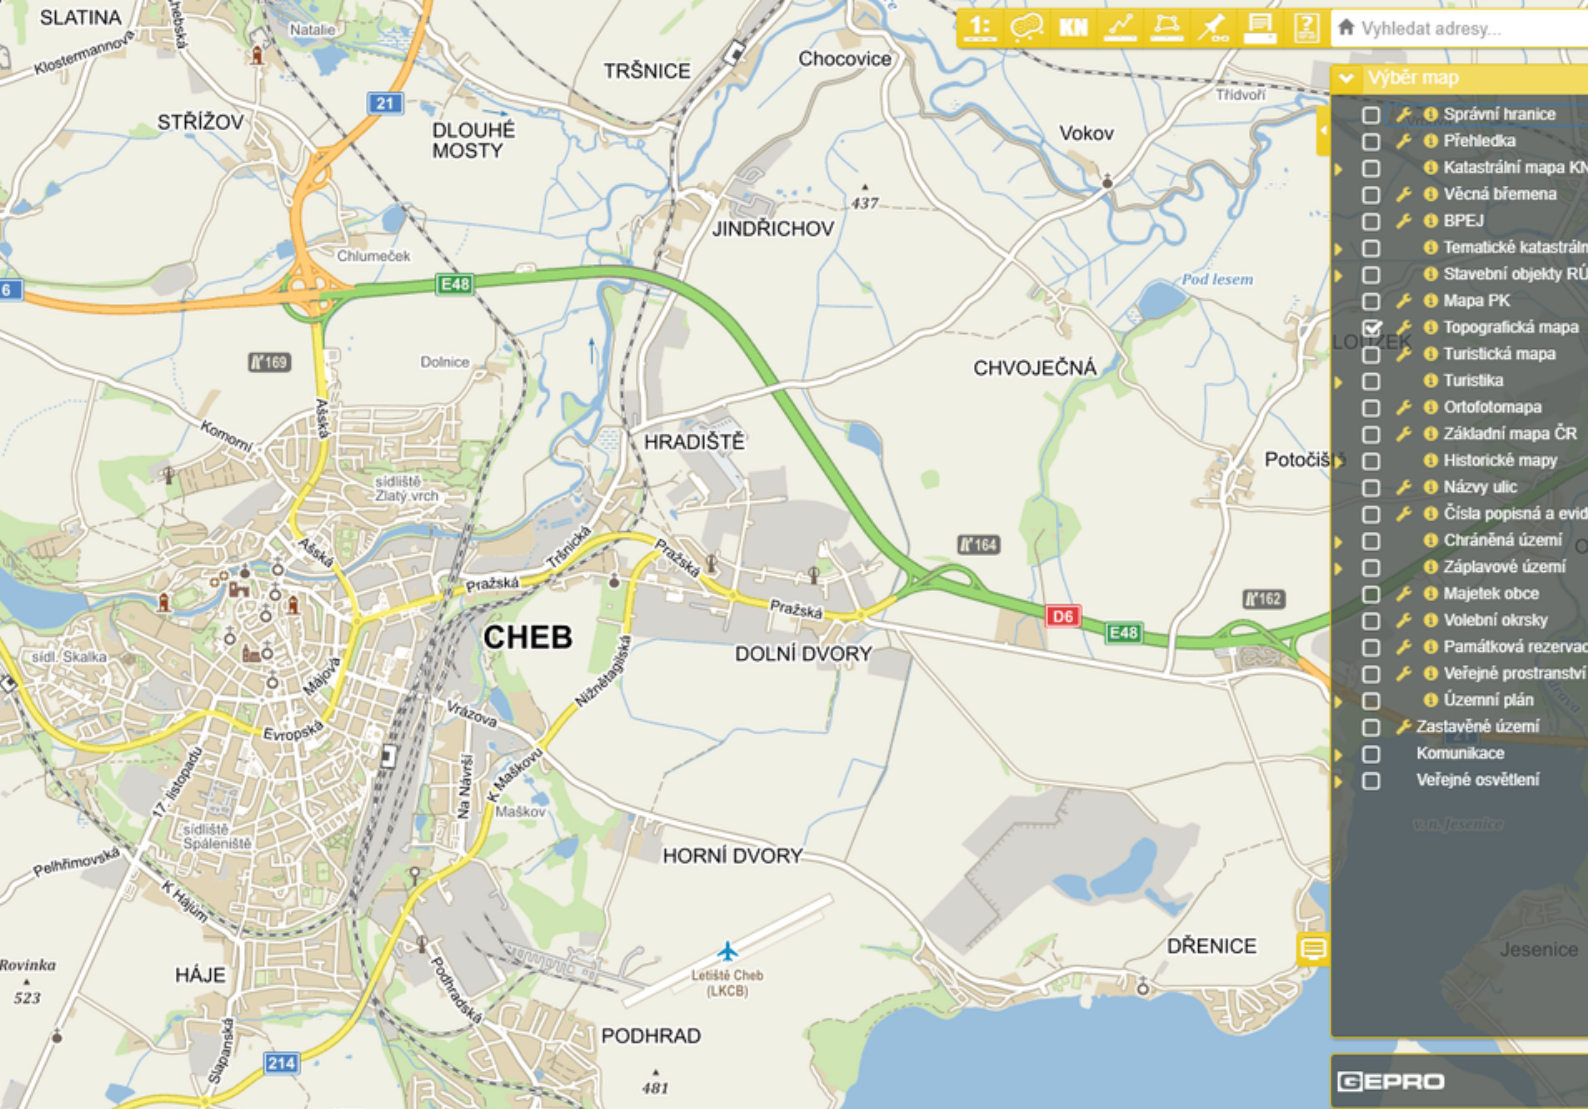 SLATINA
Klostermannova
chebská
Natalie
STŘÍŽOV
21
DLOUHÉ
MOSTY
TRŠNICE
Chocovice
Třídvoří
Vokov
437
JINDŘICHOV
Chlumeček
E48
6
Pod lesem
169
Dolnice
CHVOJEČNÁ
LOUŽEK
Ašská
Komorní
HRADIŠTĚ
Potočiště
sídliště
Zlatý vrch
Ašská
Tršnická
Pražská
Pražská
Pražská
164
162
D6
E48
CHEB
DOLNÍ DVORY
sídl. Skalka
Májová
Nižnětagilská
Vrázova
Evropská
K Maškovu
Na Návrší
17. listopadu
Maškov
sídliště
Spáleniště
Pelhřimovská
K Hájům
HORNÍ DVORY
21
v.n.Jesenice
DŘENICE
Jesenice
Rovinka
523
HÁJE
Podhradská
Letiště Cheb
(LKCB)
PODHRAD
481
Slapanská
214
1:
KN
?
Vyhledat adresy...
Výběr map
Správní hranice
Přehledka
Katastrální mapa KN
Věcná břemena
BPEJ
Tematické katastráln
Stavební objekty RÚ
Mapa PK
Topografická mapa
Turistická mapa
Turistika
Ortofotomapa
Základní mapa ČR
Historické mapy
Názvy ulic
Čísla popisná a evid
Chráněná území
Záplavové území
Majetek obce
Volební okrsky
Památková rezervac
Veřejné prostranství
Územní plán
Zastavěné území
Komunikace
Veřejné osvětlení
GEPRO